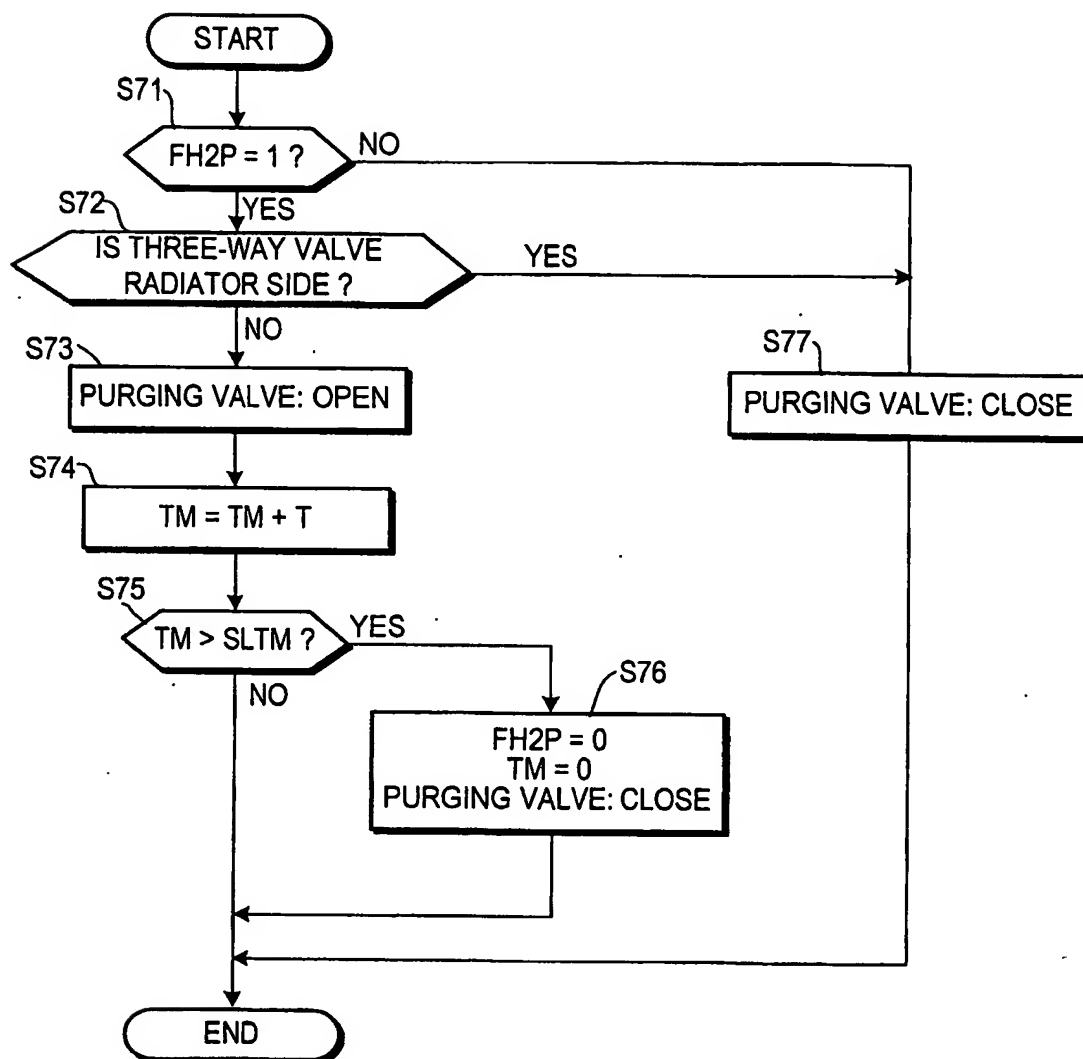 START
S71
FH2P = 1 ?
NO
YES
S72
IS THREE-WAY VALVE
RADIATOR SIDE ?
YES
NO
S73
PURGING VALVE: OPEN
S77
PURGING VALVE: CLOSE
S74
TM = TM + T
S75
TM > SLTM ?
YES
NO
S76
FH2P = 0
TM = 0
PURGING VALVE: CLOSE
END